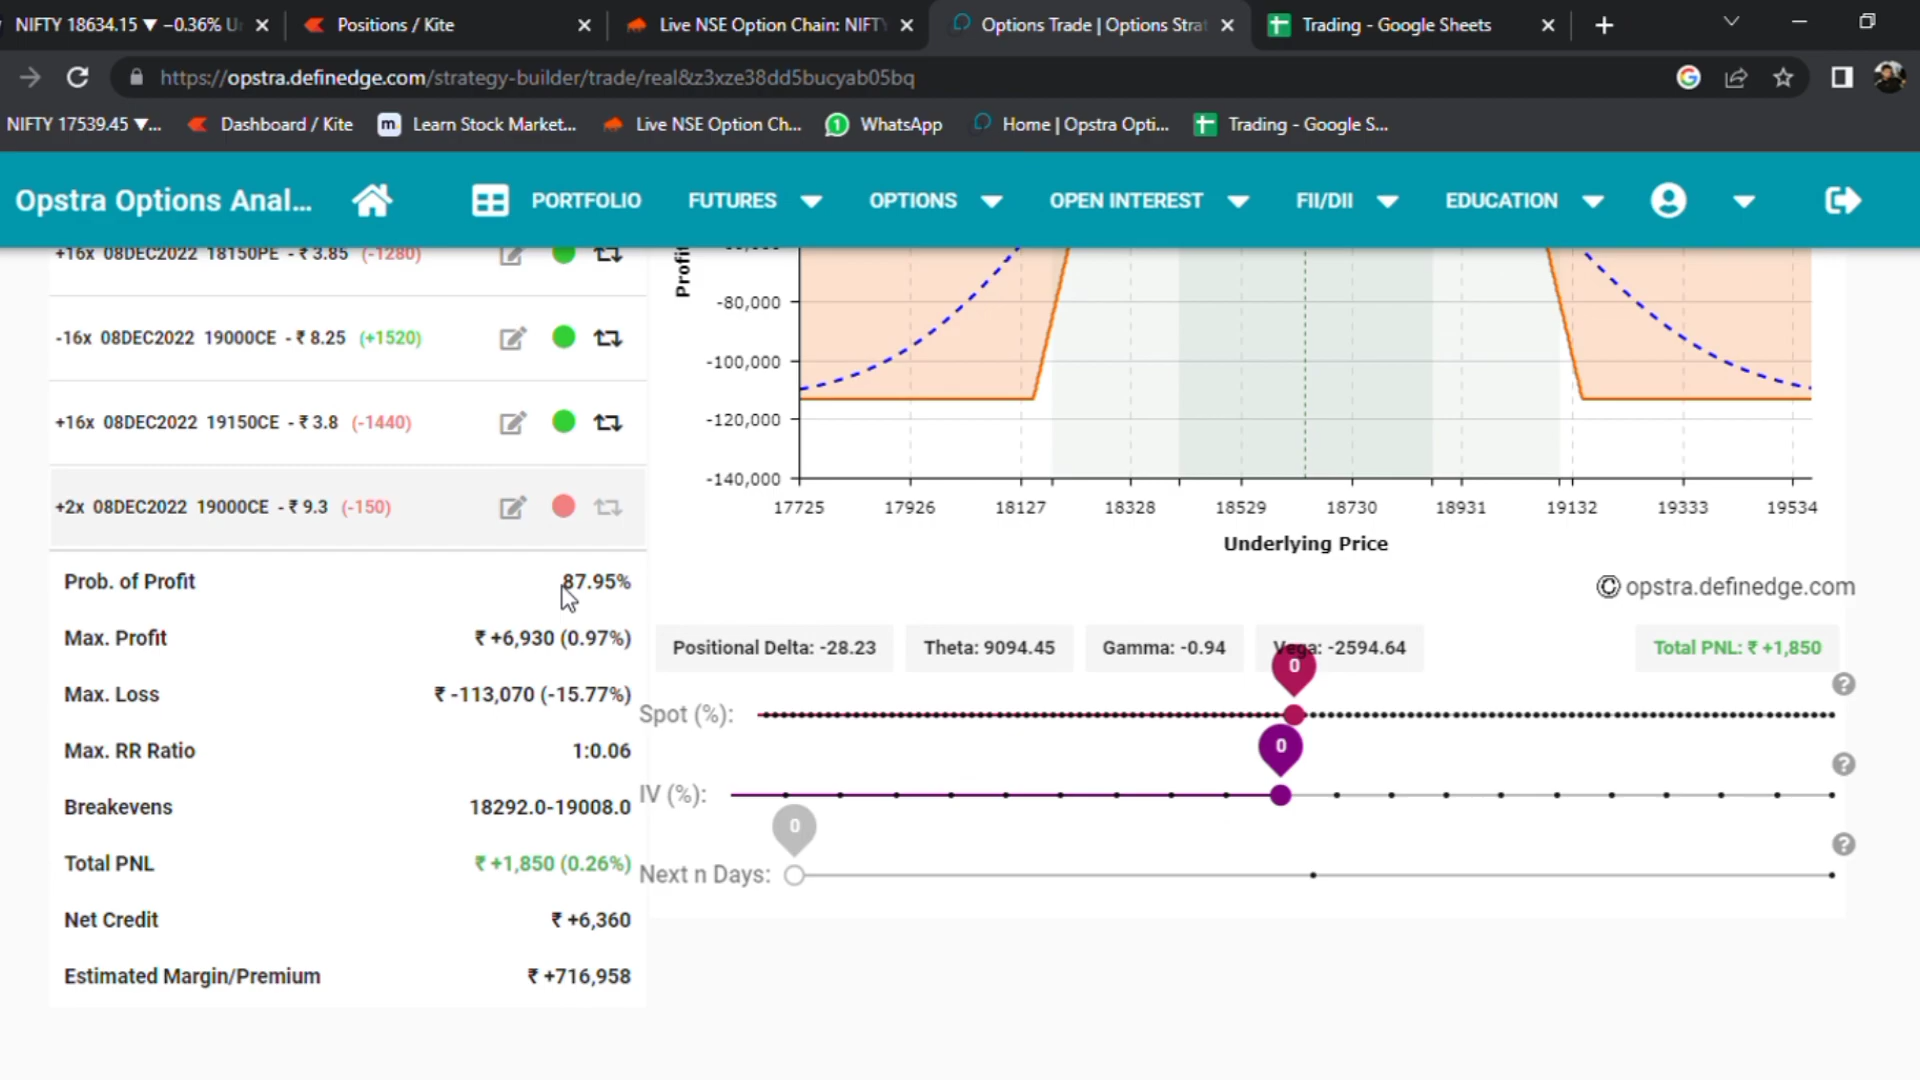 NIFTY 18634.15 ▼ −0.36% U
Positions / Kite
Live NSE Option Chain: NIFTY
Options Trade | Options Strat
Trading - Google Sheets
https://opstra.definedge.com/strategy-builder/trade/real&z3xze38dd5bucyab05bq
NIFTY 17539.45 ▼...
Dashboard / Kite
m Learn Stock Market...
Live NSE Option Ch...
1 WhatsApp
Home | Opstra Opti...
Trading - Google S...
Opstra Options Anal...
PORTFOLIO
FUTURES
OPTIONS
OPEN INTEREST
FII/DII
EDUCATION
+16x 08DEC2022 18150PE - ₹ 3.85 (-1280)
-16x 08DEC2022 19000CE - ₹ 8.25 (+1520)
+16x 08DEC2022 19150CE - ₹ 3.8 (-1440)
+2x 08DEC2022 19000CE - ₹ 9.3 (-150)
Prob. of Profit 87.95%
Max. Profit ₹ +6,930 (0.97%)
Max. Loss ₹ -113,070 (-15.77%)
Max. RR Ratio 1:0.06
Breakevens 18292.0-19008.0
Total PNL ₹ +1,850 (0.26%)
Net Credit ₹ +6,360
Estimated Margin/Premium ₹ +716,958
Profi
-80,000
-100,000
-120,000
-140,000
17725 17926 18127 18328 18529 18730 18931 19132 19333 19534
Underlying Price
© opstra.definedge.com
Positional Delta: -28.23
Theta: 9094.45
Gamma: -0.94
Vega: -2594.64
Total PNL: ₹ +1,850
0
?
Spot (%):
0
?
IV (%):
0
?
Next n Days: